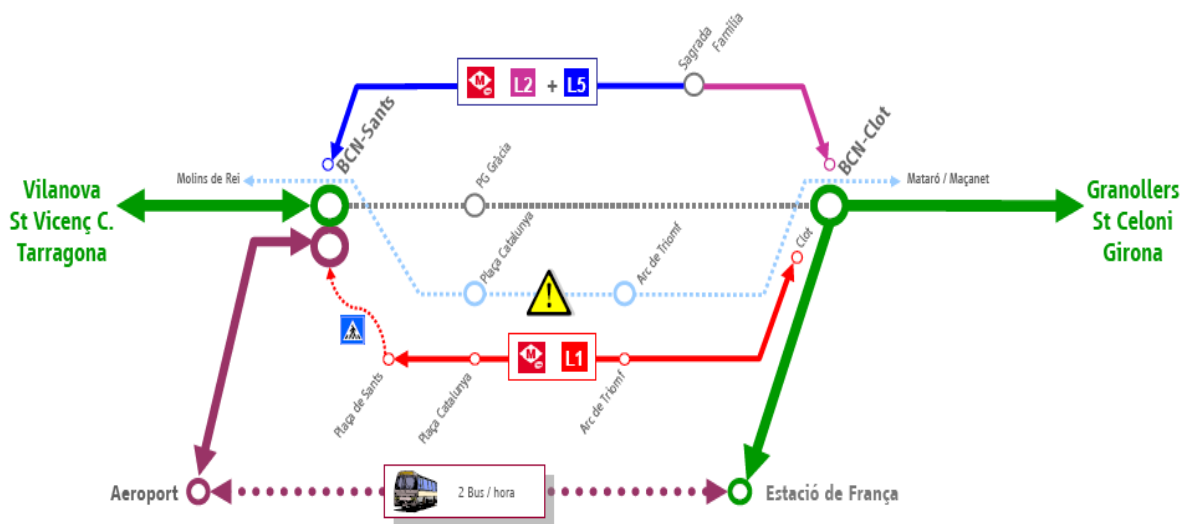 Sagrada
Família
M
L2 + L5
BCN-Sants
BCN-Clot
Molins de Rei
PG Gràcia
Mataró / Maçanet
Vilanova
St Vicenç C.
Tarragona
Granollers
St Celoni
Girona
Plaça Catalunya
Arc de Triomf
Clot
!
M
L1
Plaça de Sants
Plaça Catalunya
Arc de Triomf
Aeroport
2 Bus / hora
Estació de França